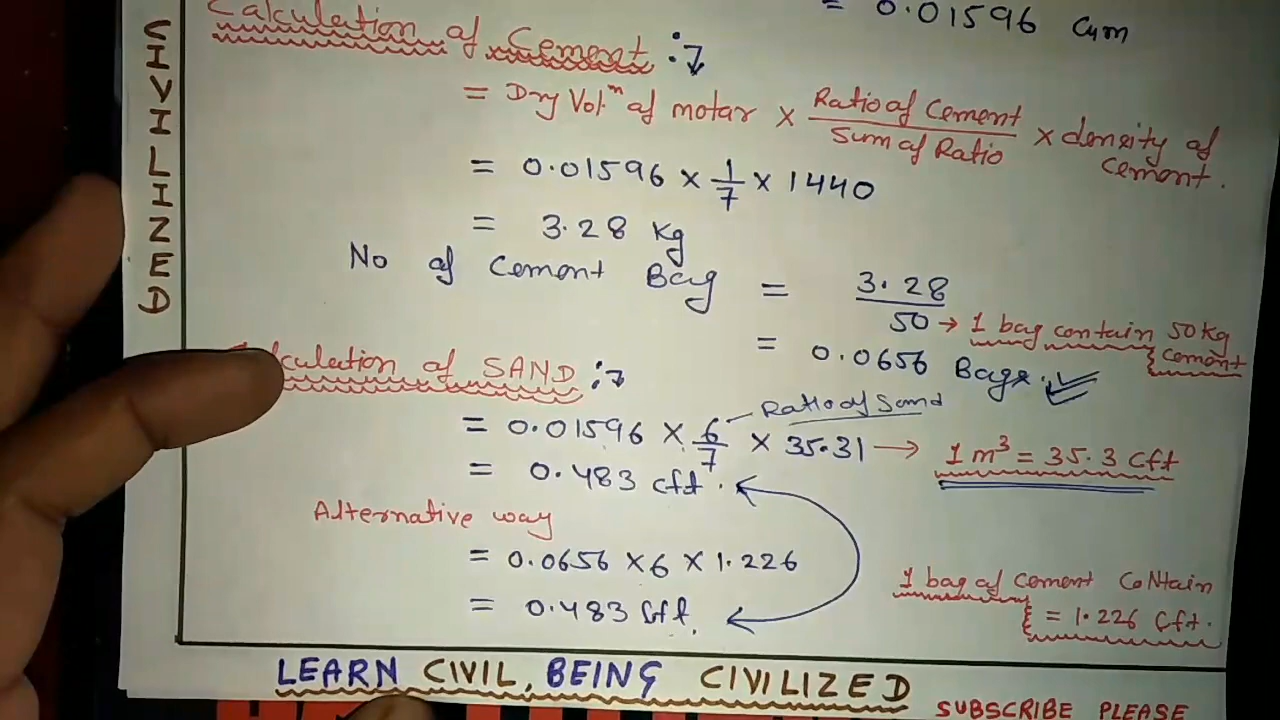 = 0.01596 Cum
CIVILIZED
Calculation of Cement :→
= Dry Vol.ᵐ of motar × Ratio of Cement / Sum of Ratio × density of cement.
= 0.01596 × 1/7 × 1440
= 3.28 Kg
No of Cement Bag = 3.28 / 50 → 1 bag contain 50kg cement
= 0.0656 Bags.
culation of SAND :→
= 0.01596 × 6/7 × 35.31 → 1 m³ = 35.3 cft
Ratio of Sand
= 0.483 cft.
Alternative way
= 0.0656 × 6 × 1.226
= 0.483 cft.
1 bag of cement CoNtain
= 1.226 Cft.
LEARN CIVIL, BEING CIVILIZED
SUBSCRIBE PLEASE